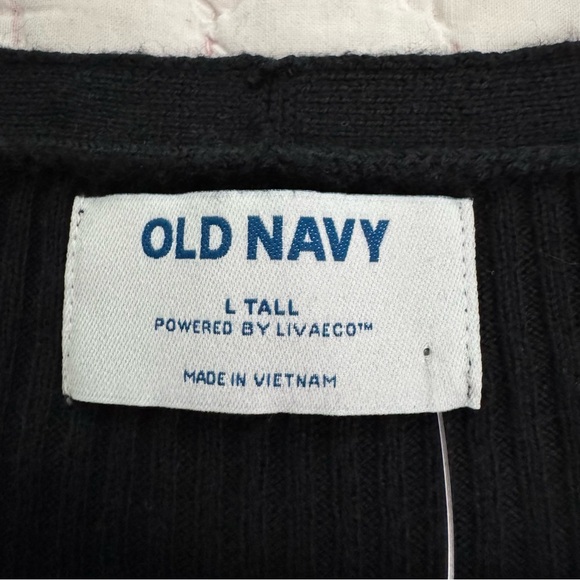 OLD NAVY
L TALL
POWERED BY LIVAECO™
MADE IN VIETNAM